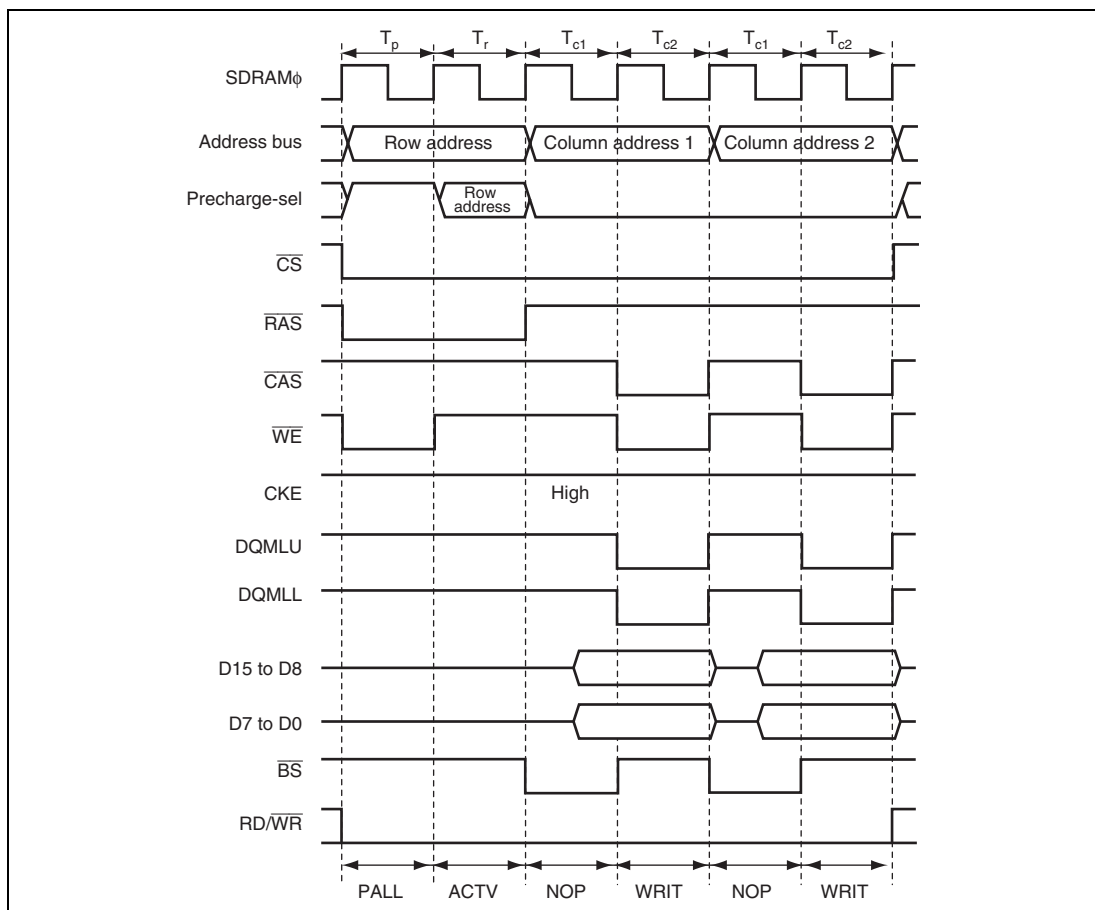 Tp Tr Tc1 Tc2 Tc1 Tc2
SDRAMϕ
Address bus Row address Column address 1 Column address 2
Precharge-sel Row address
CS
RAS
CAS
WE
CKE High
DQMLU
DQMLL
D15 to D8
D7 to D0
BS
RD/WR
PALL ACTV NOP WRIT NOP WRIT